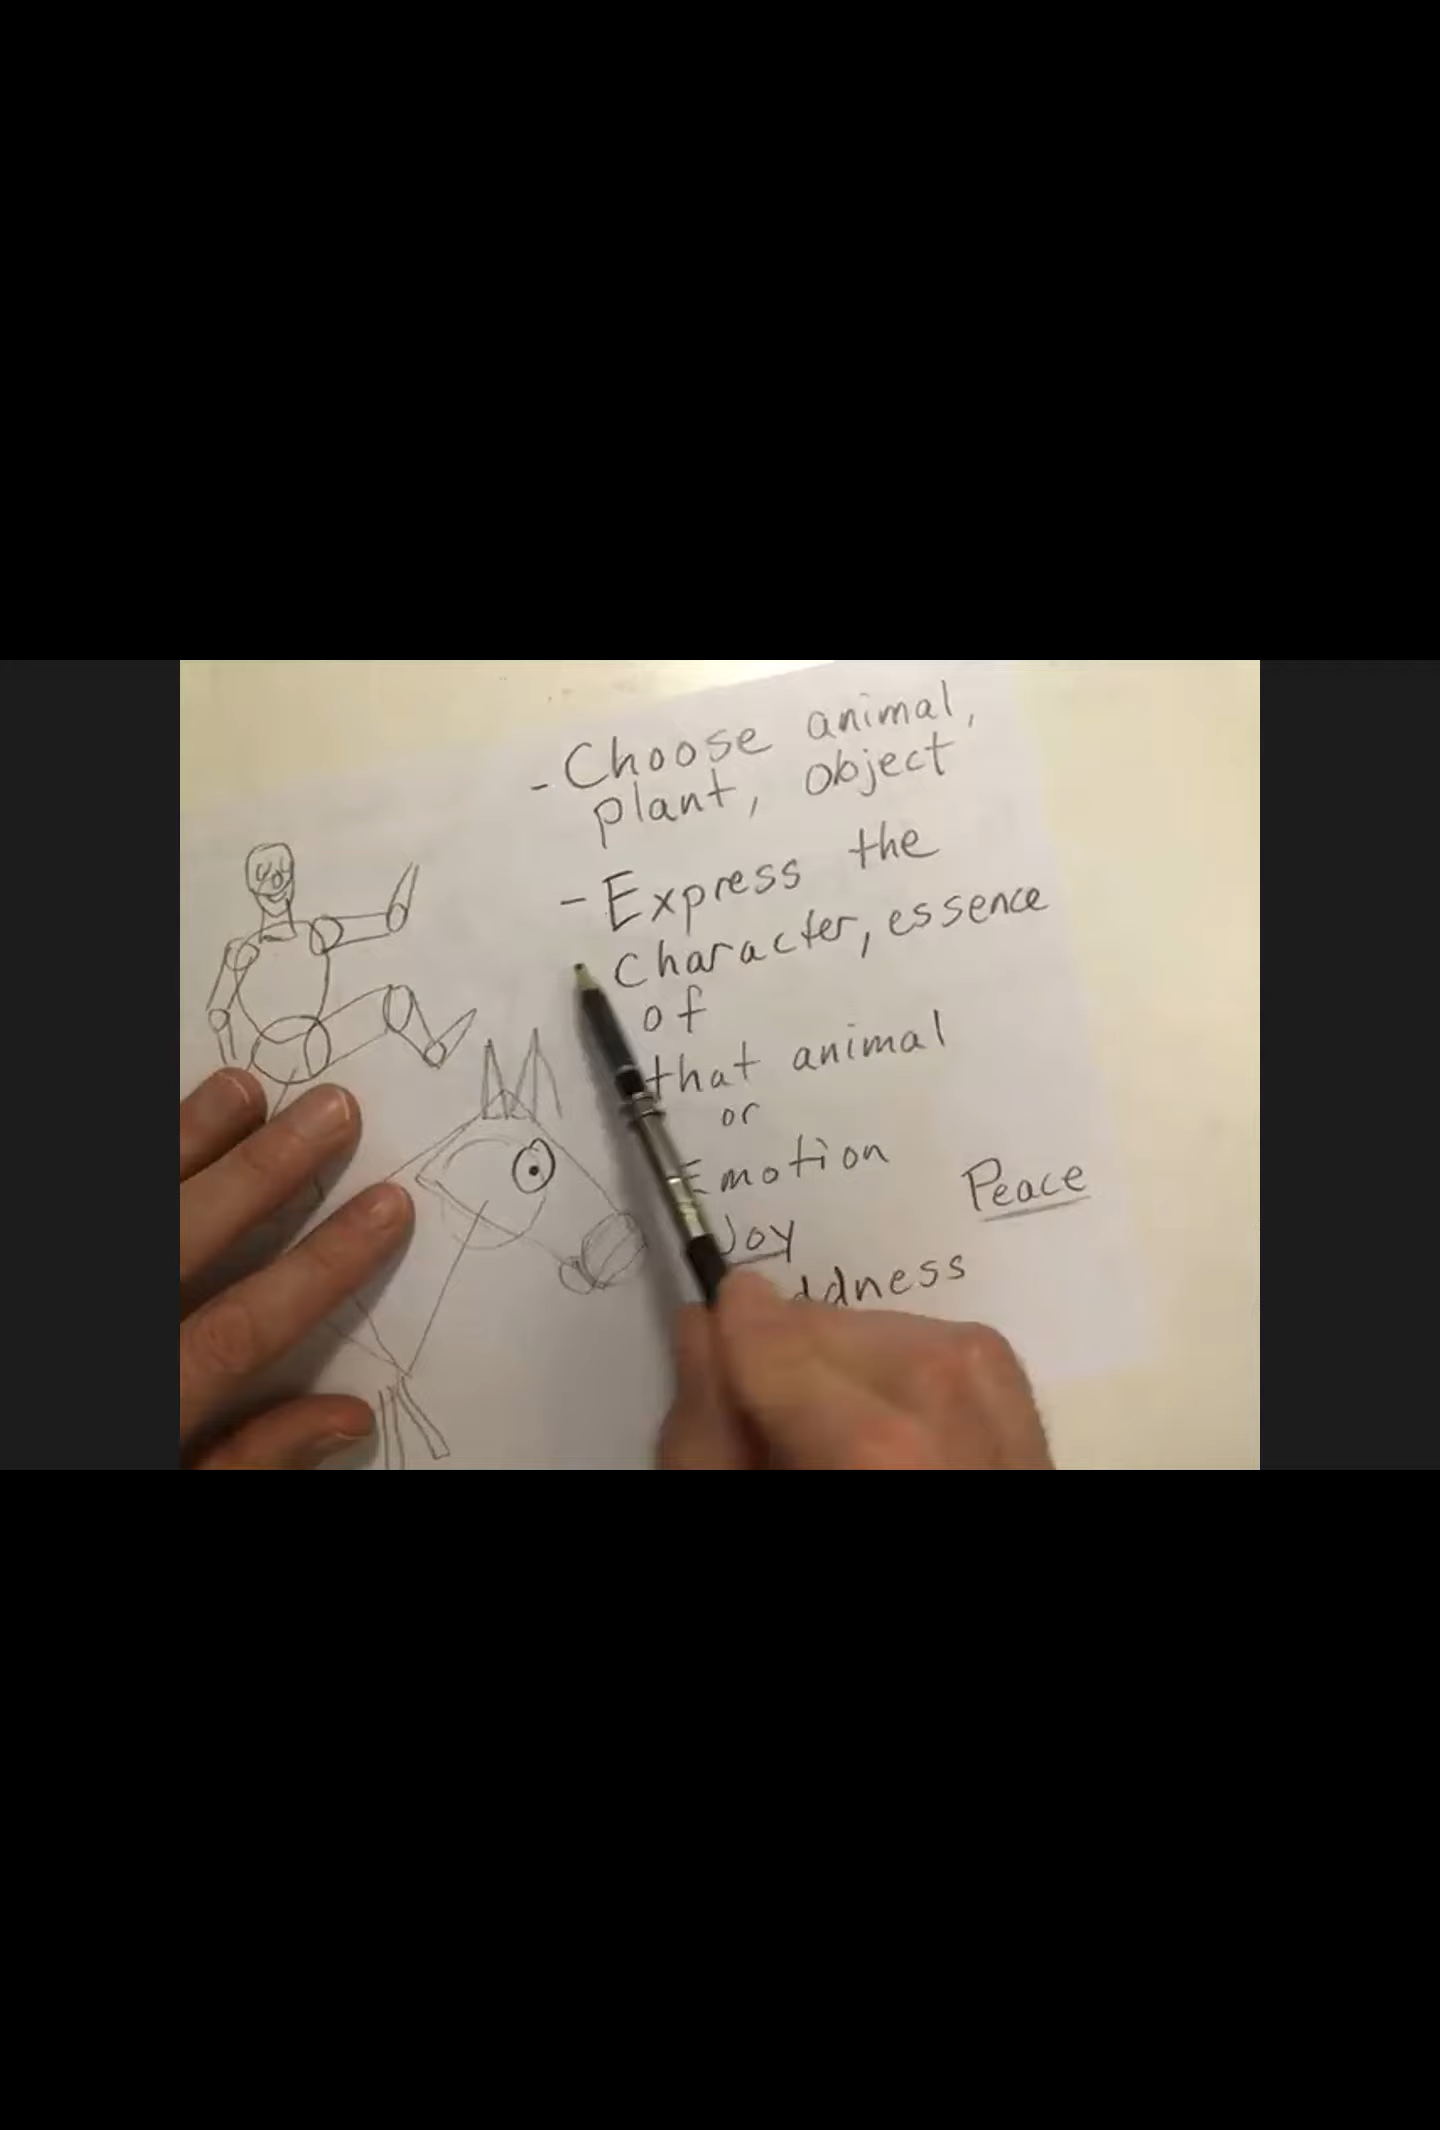 - Choose animal,
plant, object
- Express the
character, essence
of
that animal
or
Emotion
Joy
Peace